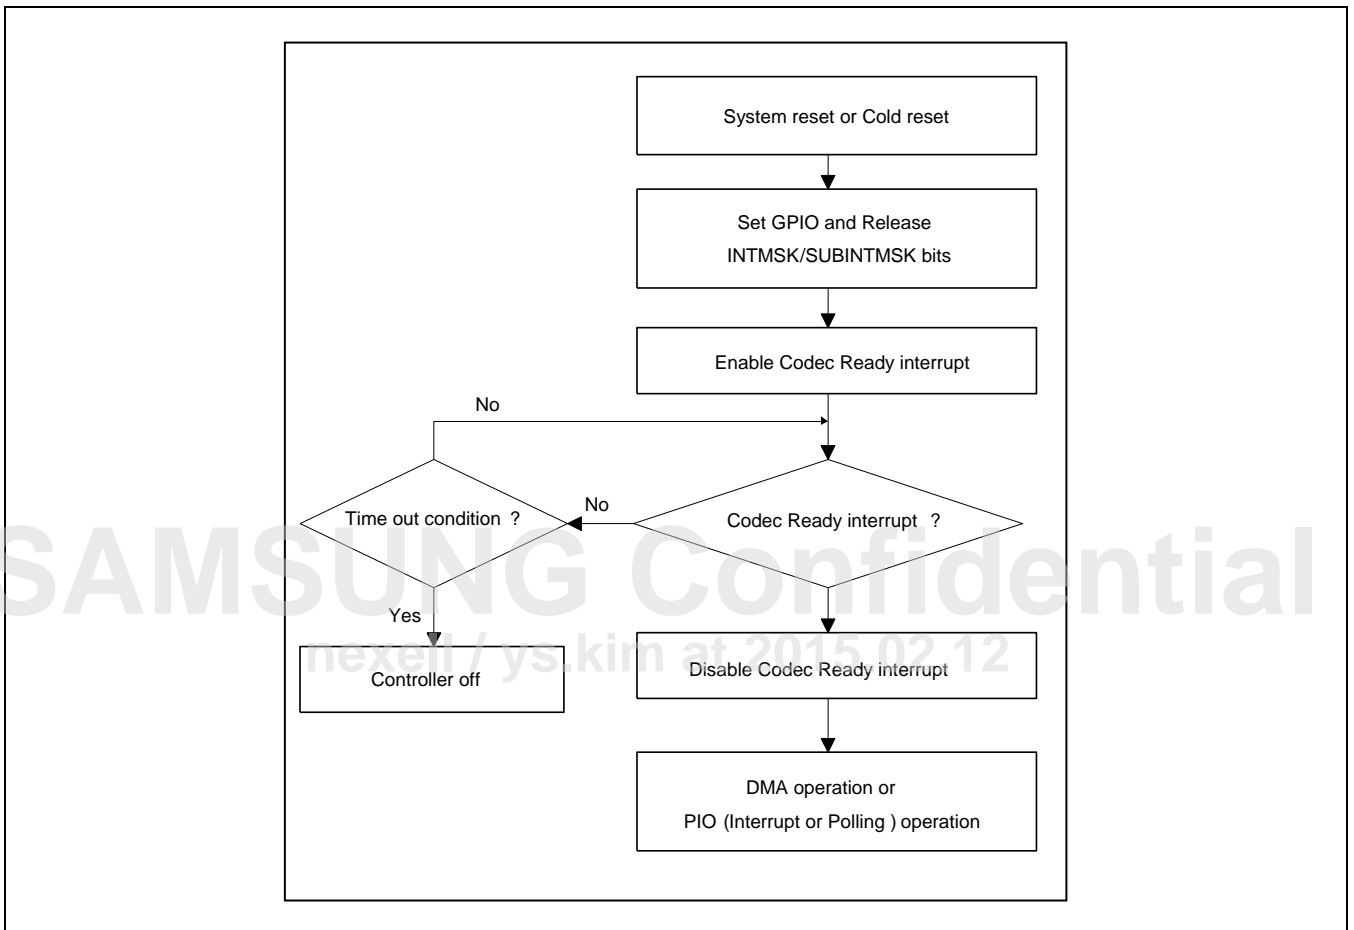 System reset or Cold reset
Set GPIO and Release
INTMSK/SUBINTMSK bits
Enable Codec Ready interrupt
No
Time out condition ?
No
Codec Ready interrupt ?
SAMSUNG Confidential
Yes
nexell / ys.kim at 2015.02.12
Controller off
Disable Codec Ready interrupt
DMA operation or
PIO (Interrupt or Polling ) operation